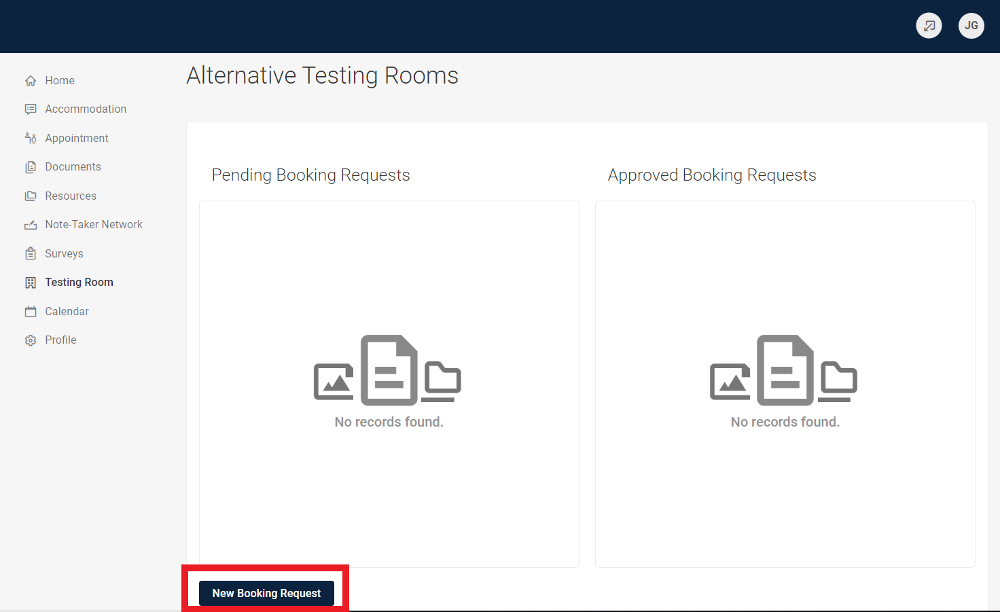 JG
Home
Accommodation
Appointment
Documents
Resources
Note-Taker Network
Surveys
Testing Room
Calendar
Profile
Alternative Testing Rooms
Pending Booking Requests
No records found.
Approved Booking Requests
No records found.
New Booking Request